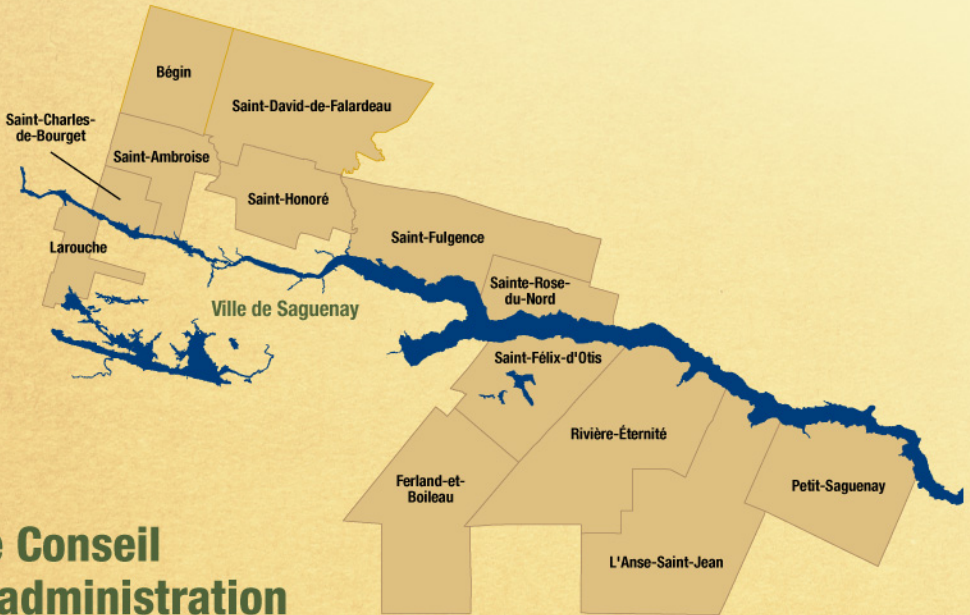 Bégin
Saint-David-de-Falardeau
Saint-Charles-
de-Bourget
Saint-Ambroise
Saint-Honoré
Saint-Fulgence
Larouche
Sainte-Rose-
du-Nord
Ville de Saguenay
Saint-Félix-d'Otis
Rivière-Éternité
Ferland-et-
Boileau
Petit-Saguenay
L'Anse-Saint-Jean
Conseil
administration